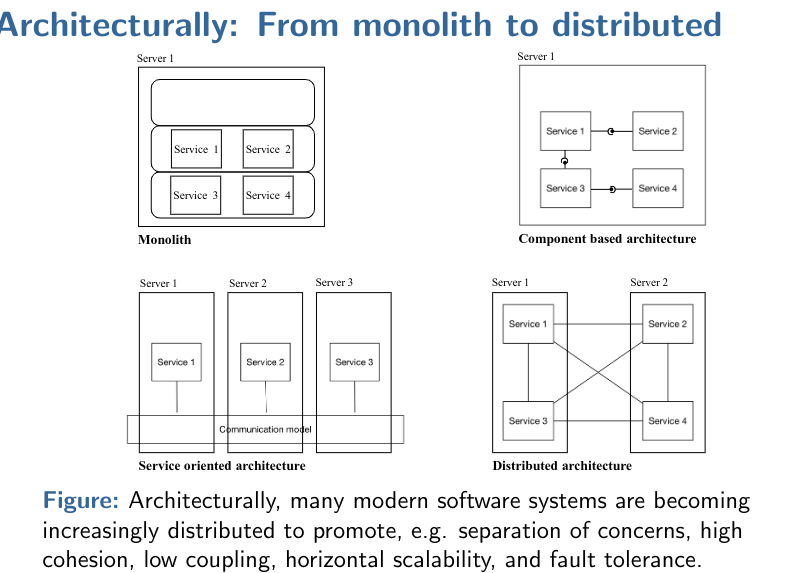 Architecturally: From monolith to distributed
Server 1
Service 1
Service 2
Service 3
Service 4
Monolith
Server 1
Service 1
Service 2
Service 3
Service 4
Component based architecture
Server 1
Server 2
Server 3
Service 1
Service 2
Service 3
Communication model
Service oriented architecture
Server 1
Server 2
Service 1
Service 2
Service 3
Service 4
Distributed architecture
Figure: Architecturally, many modern software systems are becoming
increasingly distributed to promote, e.g. separation of concerns, high
cohesion, low coupling, horizontal scalability, and fault tolerance.